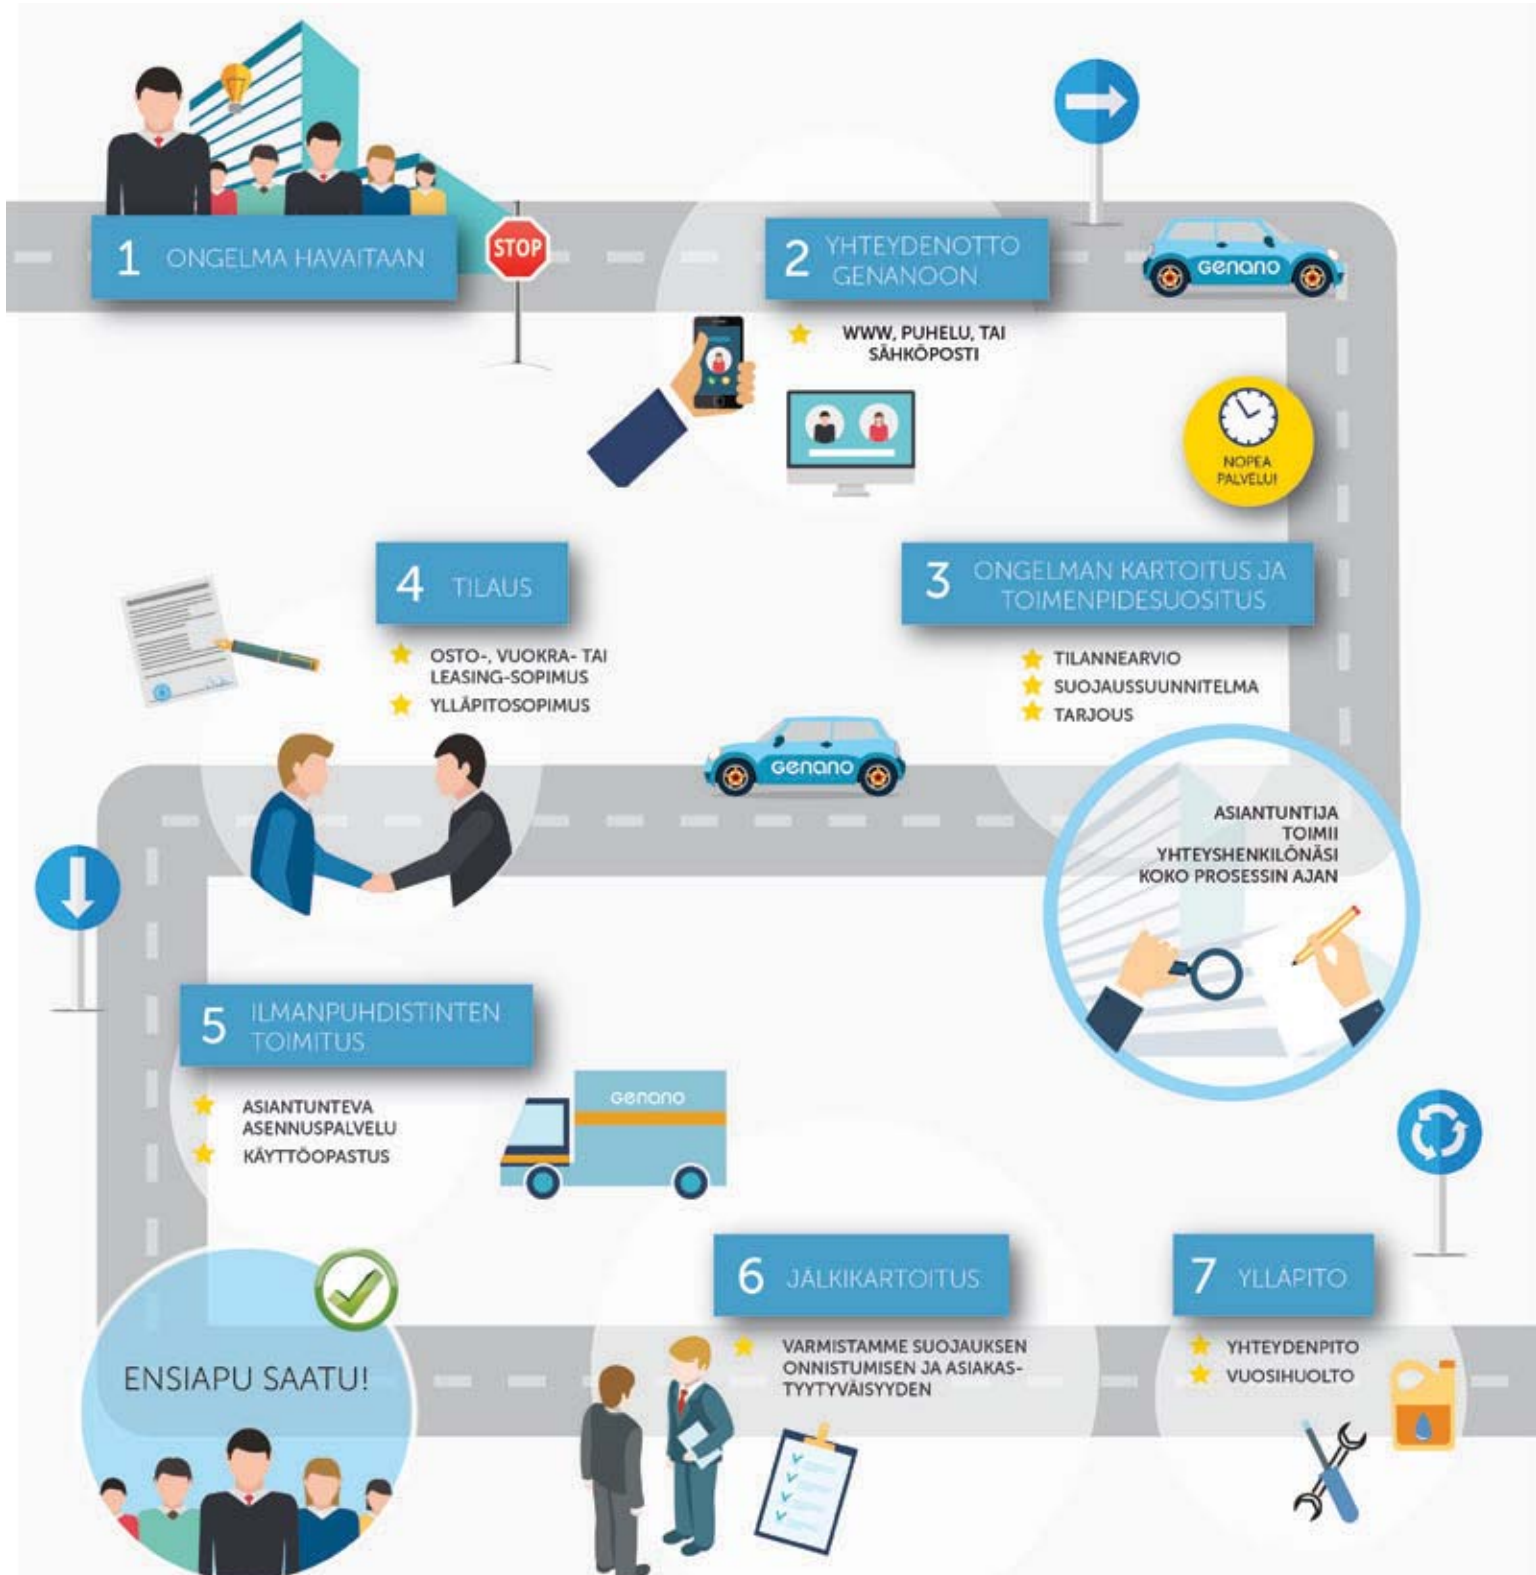 1 ONGELMA HAVAITAAN
STOP
2 YHTEYDENOTTO
GENANOON
WWW, PUHELU, TAI
SÄHKÖPOSTI
Genano
NOPEA
PALVELU!
3 ONGELMAN KARTOITUS JA
TOIMENPIDESUOSITUS
TILANNEARVIO
SUOJAUSSUUNNITELMA
TARJOUS
ASIANTUNTIJA
TOIMII
YHTEYSHENKILÖNÄSI
KOKO PROSESSIN AJAN
Genano
4 TILAUS
OSTO-, VUOKRA- TAI
LEASING-SOPIMUS
YLLÄPITOSOPIMUS
5 ILMANPUHDISTINTEN
TOIMITUS
ASIANTUNTEVA
ASENNUSPALVELU
KÄYTTÖOPASTUS
Genano
ENSIAPU SAATU!
6 JÄLKIKARTOITUS
VARMISTAMME SUOJAUKSEN
ONNISTUMISEN JA ASIAKAS-
TYYTYVÄISYYDEN
7 YLLÄPITO
YHTEYDENPITO
VUOSIHUOLTO